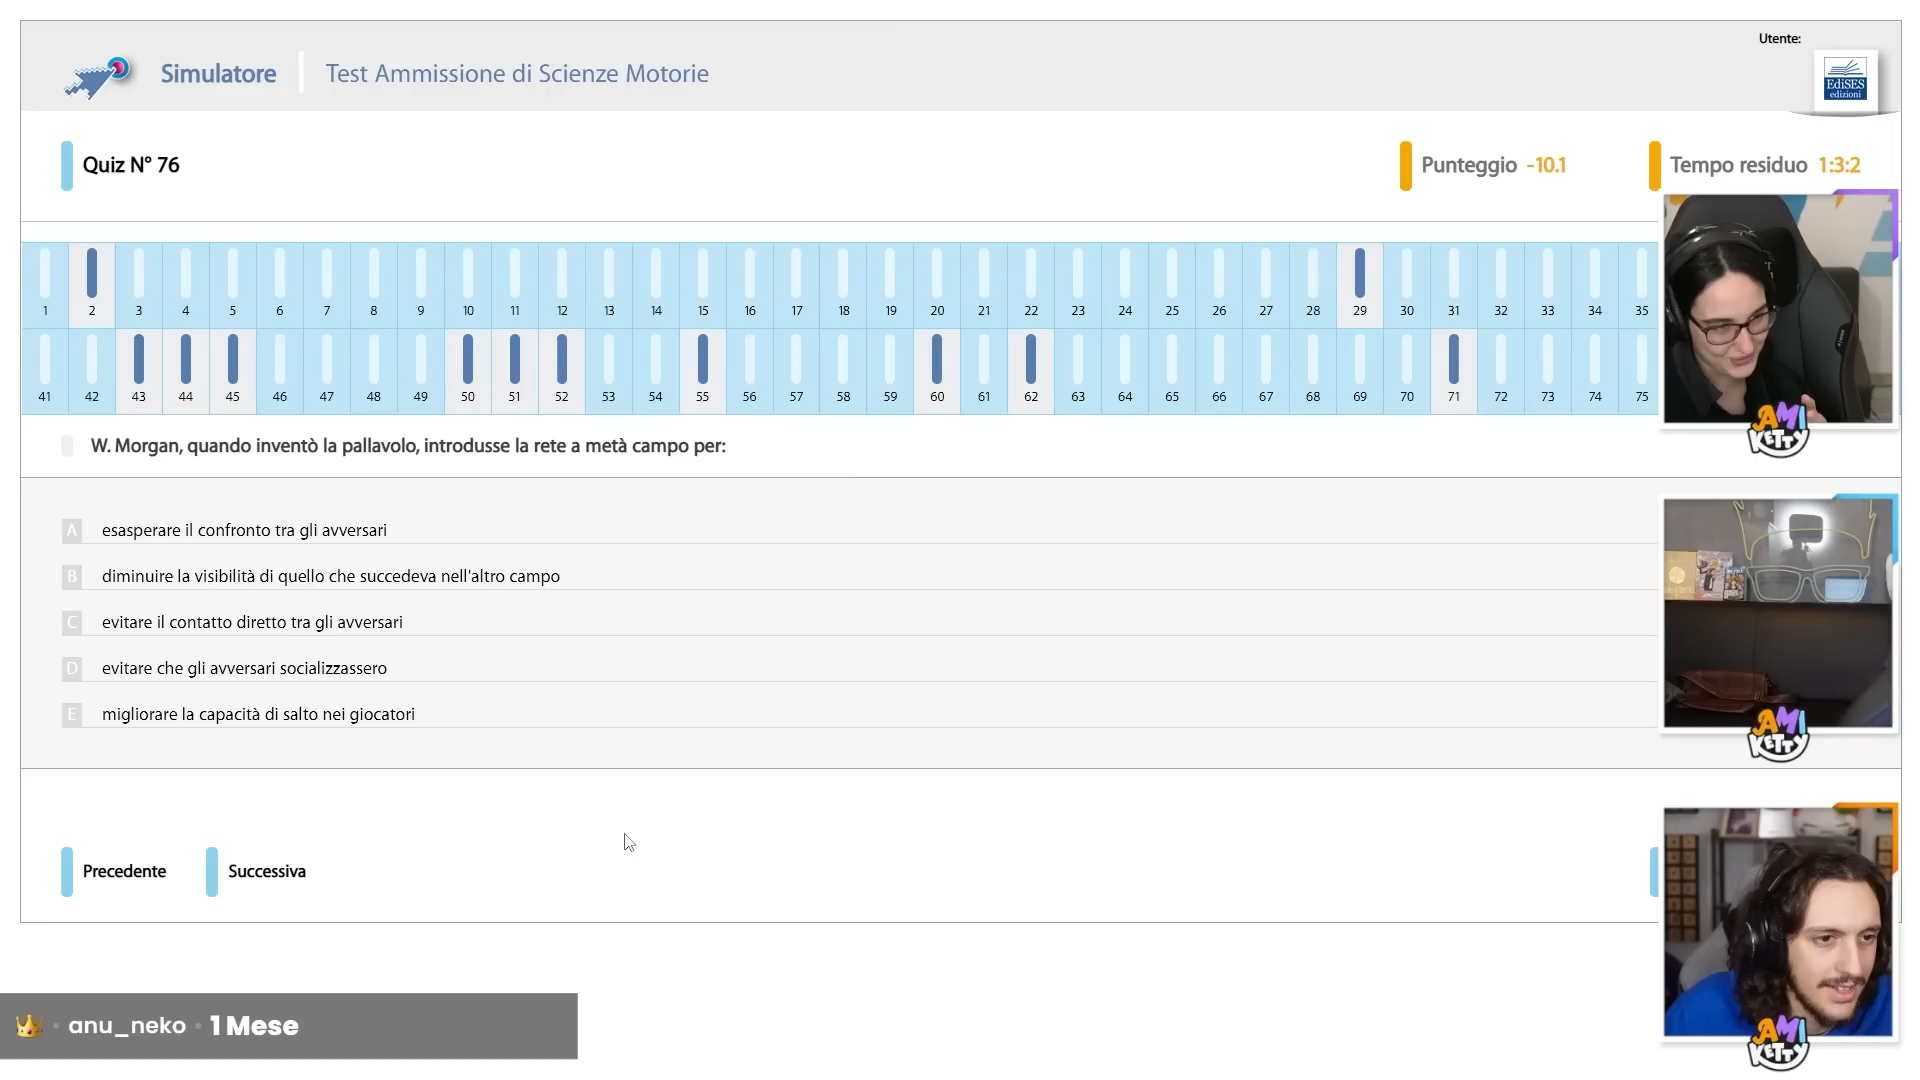 Utente:
Simulatore
Test Ammissione di Scienze Motorie
EdiSES
edizioni
Quiz N° 76
Punteggio -10.1
Tempo residuo 1:3:2
1 2 3 4 5 6 7 8 9 10 11 12 13 14 15 16 17 18 19 20 21 22 23 24 25 26 27 28 29 30 31 32 33 34 35
41 42 43 44 45 46 47 48 49 50 51 52 53 54 55 56 57 58 59 60 61 62 63 64 65 66 67 68 69 70 71 72 73 74 75
W. Morgan, quando inventò la pallavolo, introdusse la rete a metà campo per:
A esasperare il confronto tra gli avversari
B diminuire la visibilità di quello che succedeva nell'altro campo
C evitare il contatto diretto tra gli avversari
D evitare che gli avversari socializzassero
E migliorare la capacità di salto nei giocatori
Precedente
Successiva
AMI
KETTY
AMI
KETTY
AMI
KETTY
anu_neko • 1 Mese